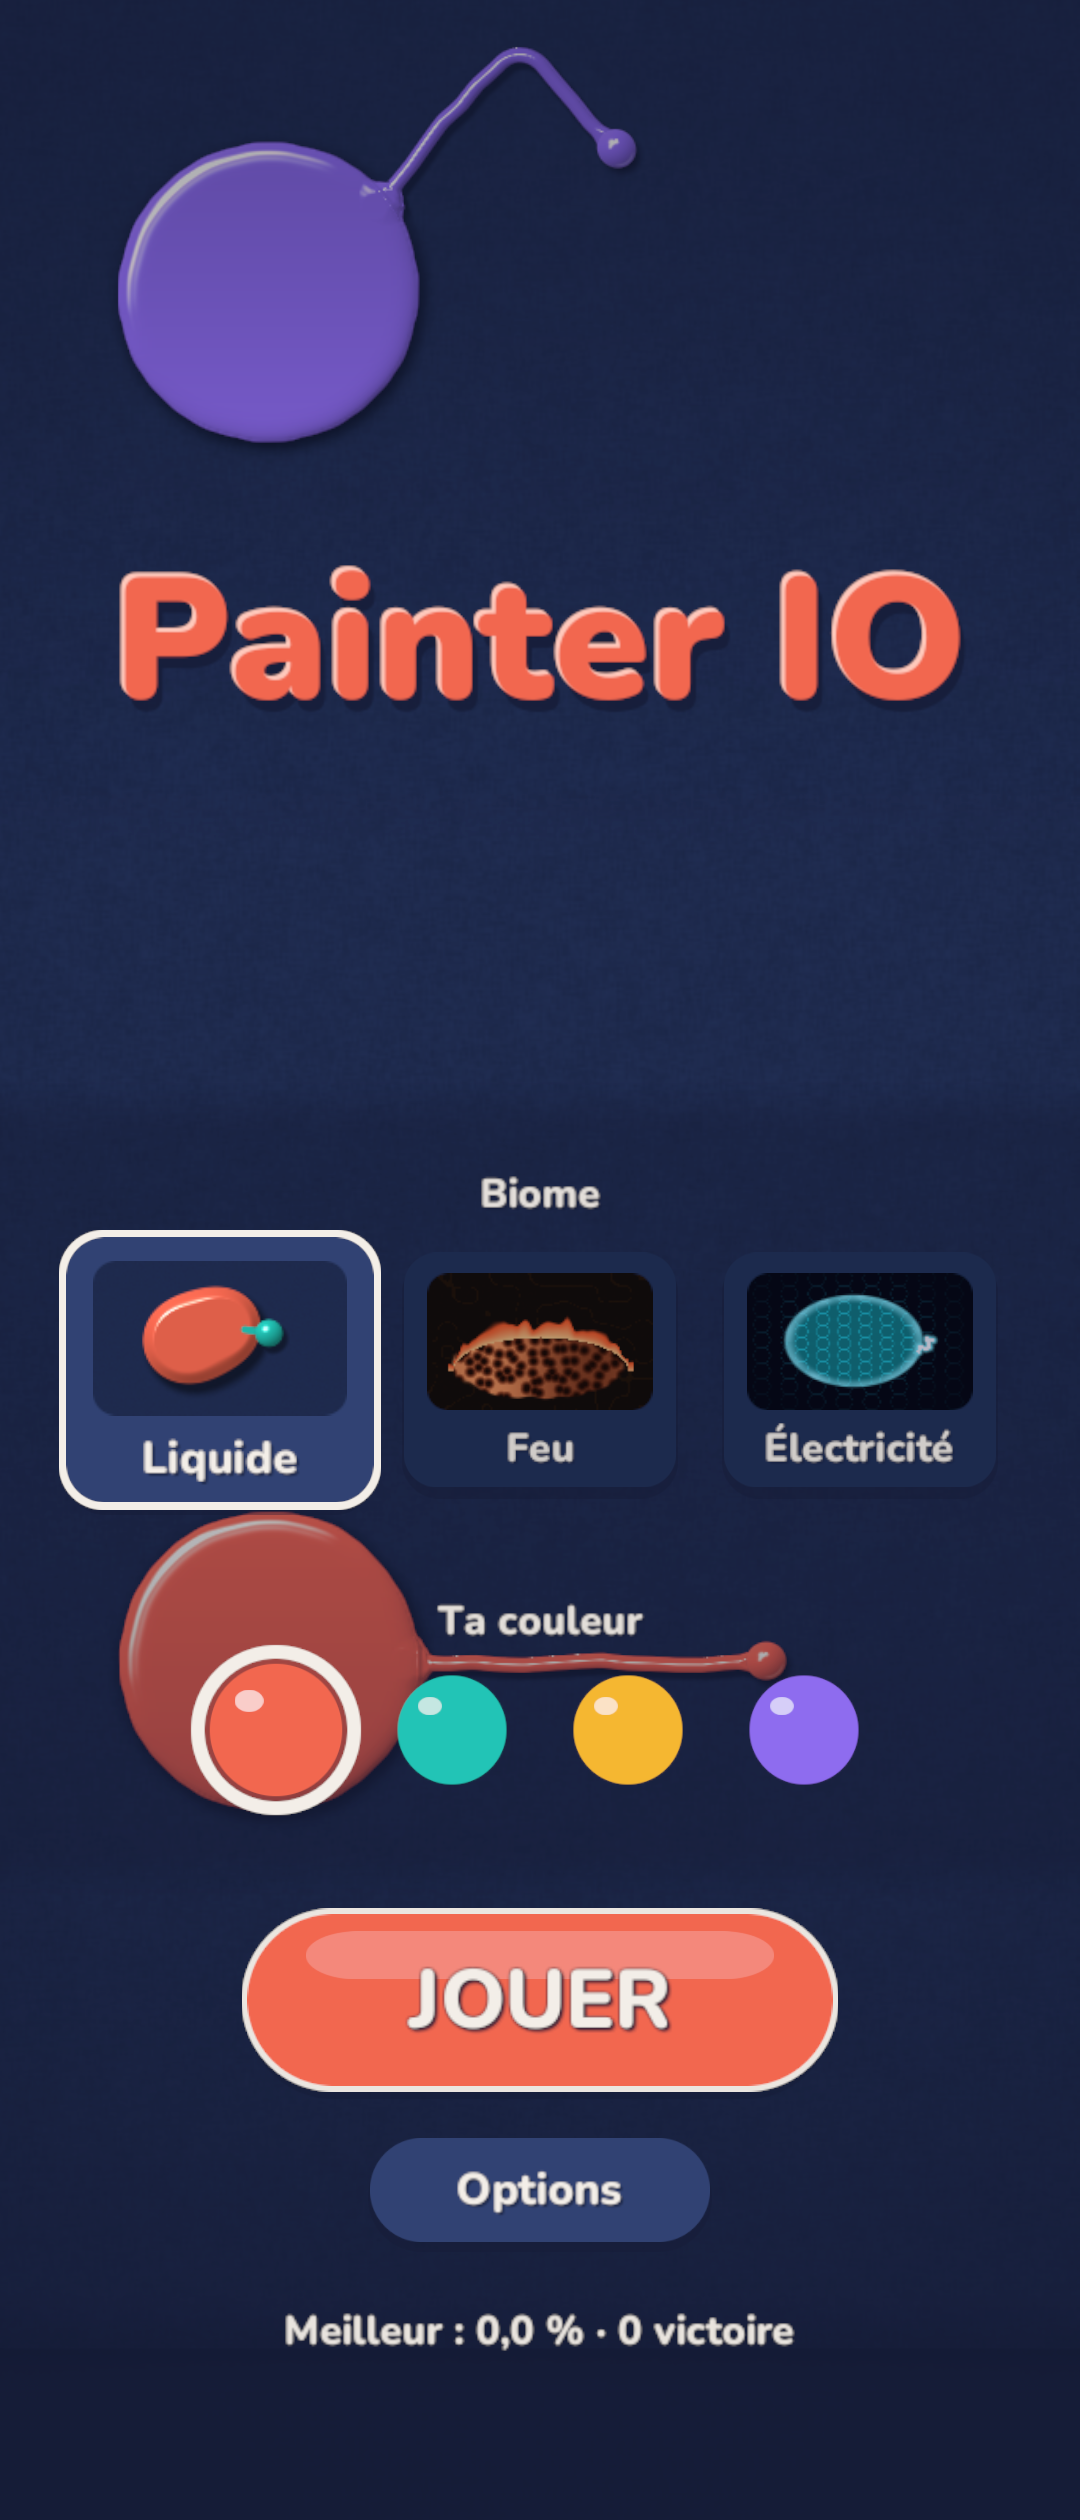 Painter IO
Biome
Liquide
Feu
Électricité
Ta couleur
JOUER
Options
Meilleur : 0,0 % · 0 victoire